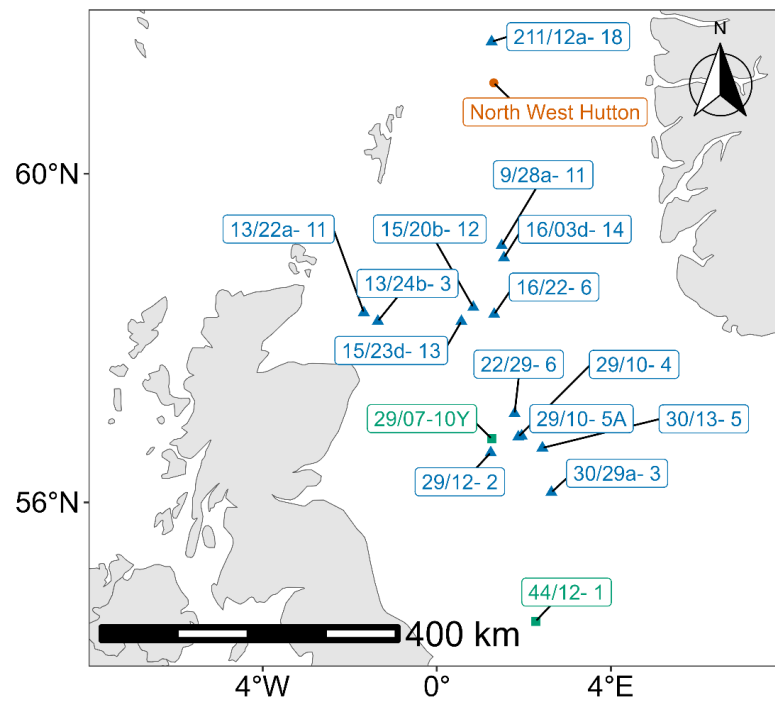 N
211/12a- 18
North West Hutton
60°N
9/28a- 11
13/22a- 11
15/20b- 12
16/03d- 14
13/24b- 3
16/22- 6
15/23d- 13
22/29- 6
29/10- 4
29/07-10Y
29/10- 5A
30/13- 5
29/12- 2
30/29a- 3
56°N
44/12- 1
400 km
4°W
0°
4°E